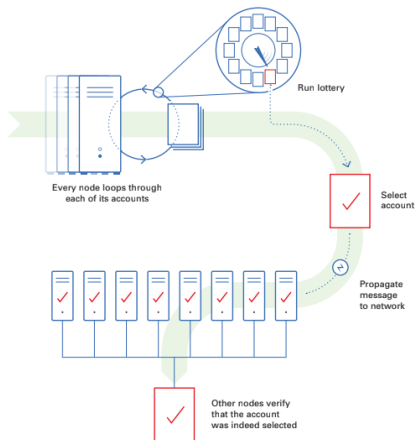 Run lottery
Every node loops through
each of its accounts
Select
account
Propagate
message
to network
Other nodes verify
that the account
was indeed selected